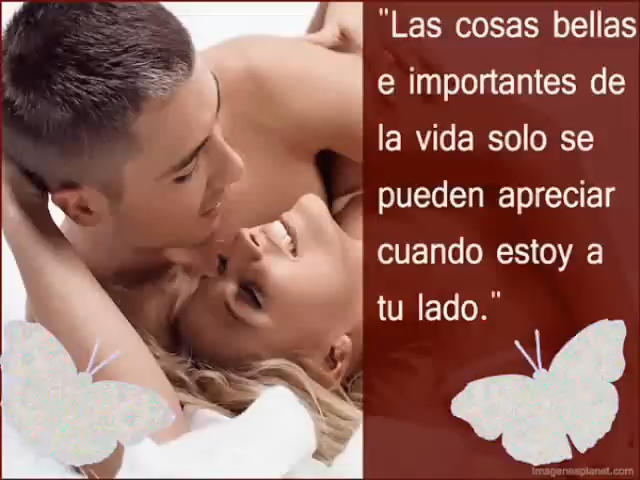 "Las cosas bellas
e importantes de
la vida solo se
pueden apreciar
cuando estoy a
tu lado."
Imagenesplanet.com